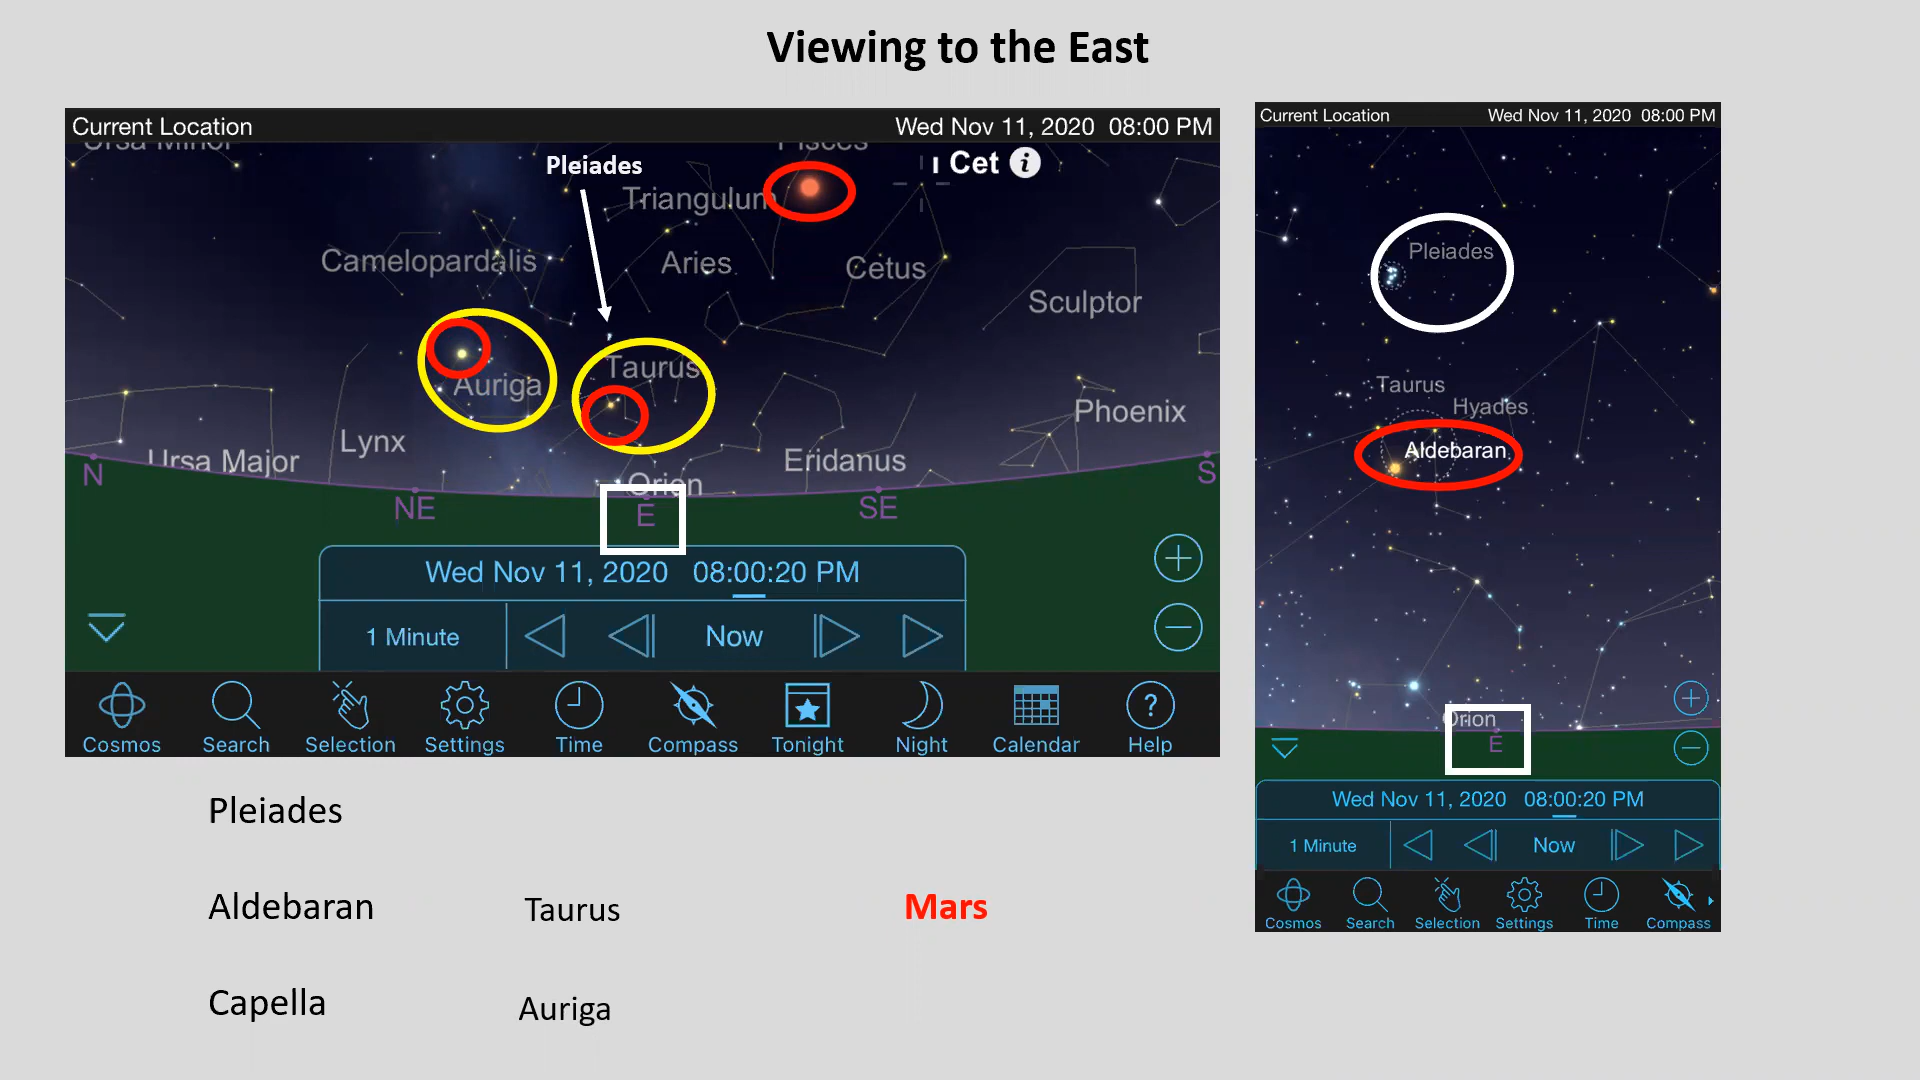 Viewing to the East
Current Location
Wed Nov 11, 2020 08:00 PM
Ursa Minor
Pisces
Pleiades
ι Cet
i
Triangulum
Camelopardalis
Aries
Cetus
Sculptor
Taurus
Auriga
Phoenix
Lynx
Ursa Major
Eridanus
Orion
N
NE
E
SE
S
Wed Nov 11, 2020 08:00:20 PM
1 Minute
Now
Cosmos
Search
Selection
Settings
Time
Compass
Tonight
Night
Calendar
?
Help
Current Location
Wed Nov 11, 2020 08:00 PM
Pleiades
Taurus
Hyades
Aldebaran
Orion
E
Wed Nov 11, 2020 08:00:20 PM
1 Minute
Now
Cosmos
Search
Selection
Settings
Time
Compass
Pleiades
Aldebaran
Taurus
Mars
Capella
Auriga